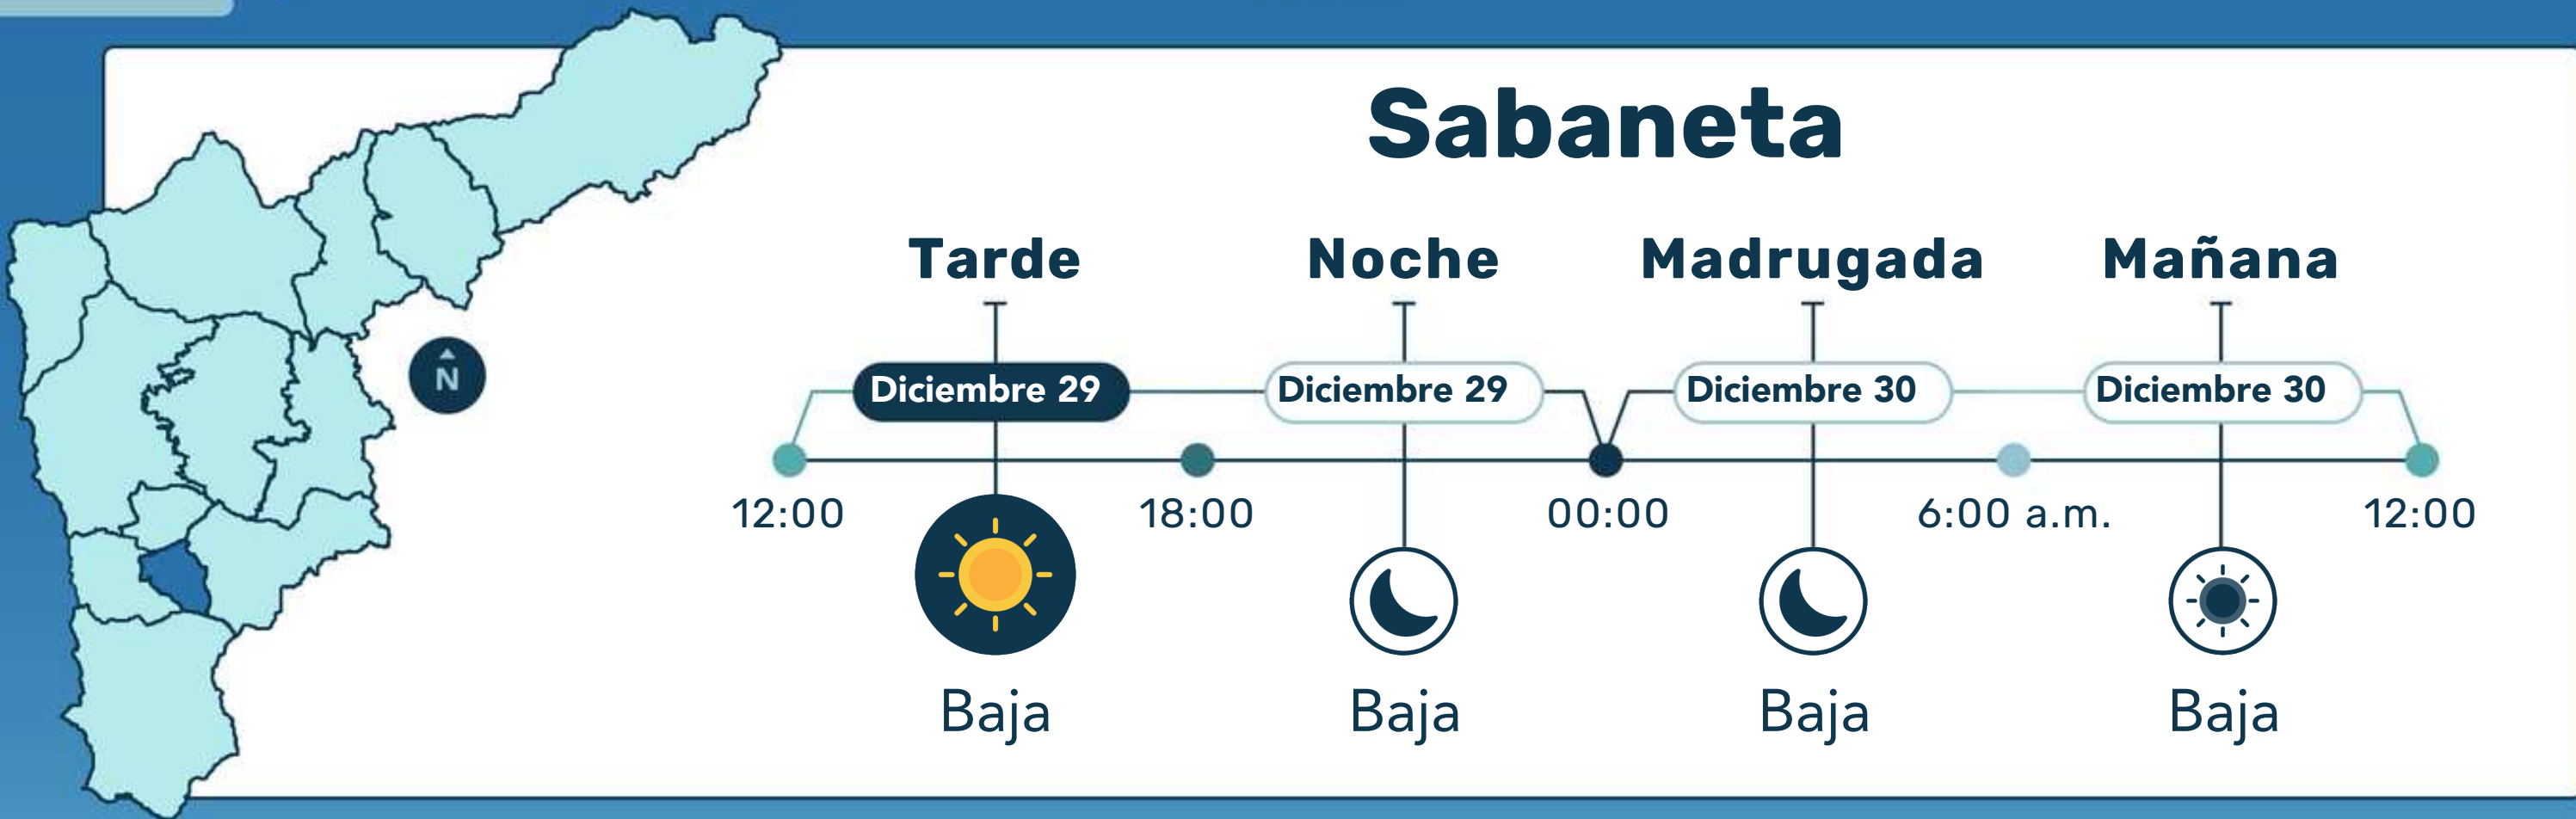 Sabaneta
Tarde
Noche
Madrugada
Mañana
Diciembre 29
Diciembre 29
Diciembre 30
Diciembre 30
N
12:00
18:00
00:00
6:00 a.m.
12:00
Baja
Baja
Baja
Baja